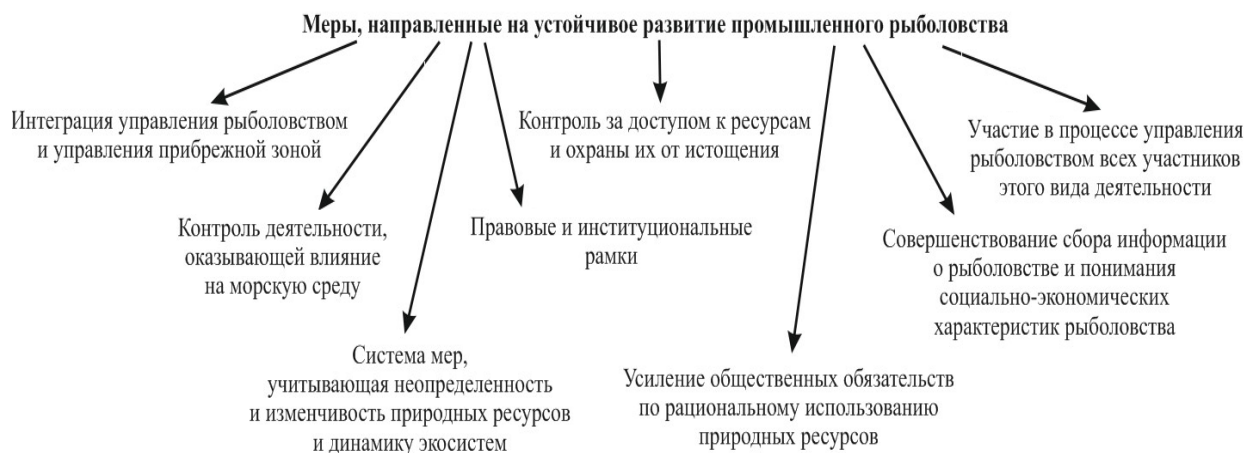 Меры, направленные на устойчивое развитие промышленного рыболовства
Интеграция управления рыболовством
и управления прибрежной зоной
Контроль деятельности,
оказывающей влияние
на морскую среду
Система мер,
учитывающая неопределенность
и изменчивость природных ресурсов
и динамику экосистем
Правовые и институциональные
рамки
Контроль за доступом к ресурсам
и охраны их от истощения
Усиление общественных обязательств
по рациональному использованию
природных ресурсов
Совершенствование сбора информации
о рыболовстве и понимания
социально-экономических
характеристик рыболовства
Участие в процессе управления
рыболовством всех участников
этого вида деятельности